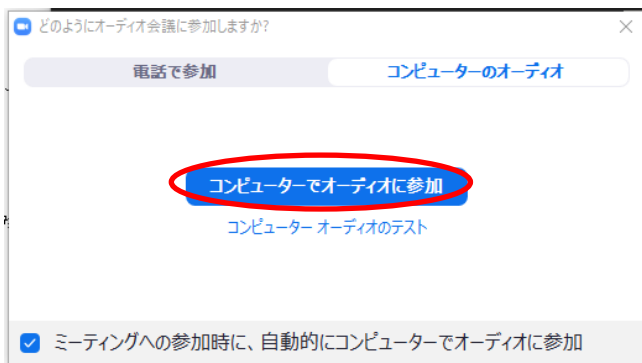 どのようにオーディオ会議に参加しますか?
電話で参加
コンピューターのオーディオ
コンピューターでオーディオに参加
コンピューター オーディオのテスト
ミーティングへの参加時に、自動的にコンピューターでオーディオに参加